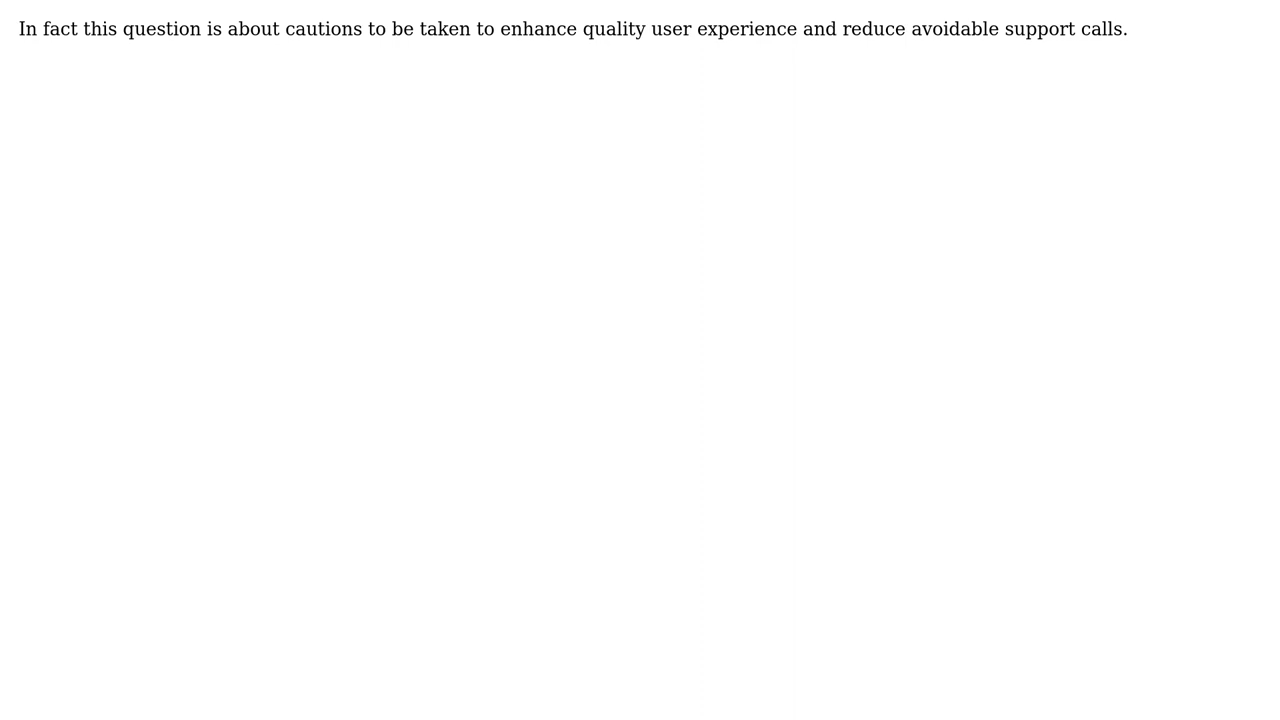 In fact this question is about cautions to be taken to enhance quality user experience and reduce avoidable support calls.